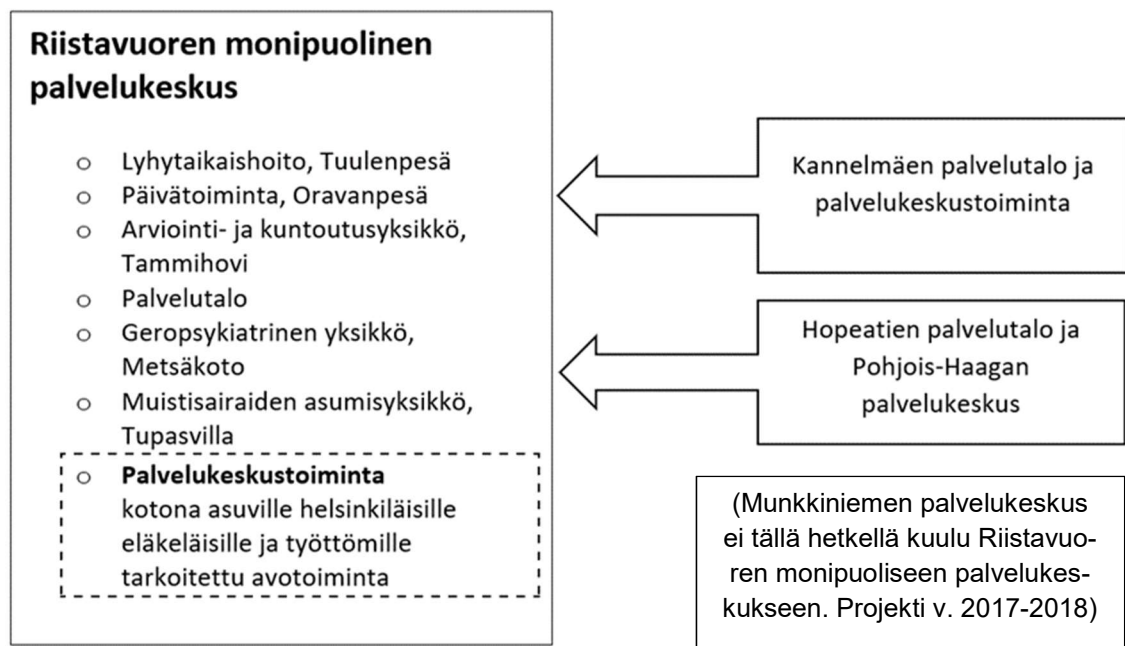 Riistavuoren monipuolinen
palvelukeskus
o Lyhytaikaishoito, Tuulenpesä
o Päivätoiminta, Oravanpesä
o Arviointi- ja kuntoutusyksikkö,
Tammihovi
o Palvelutalo
o Geropsykiatrinen yksikkö,
Metsäkoto
o Muistisairaiden asumisyksikkö,
Tupasvilla
o Palvelukeskustoiminta
kotona asuville helsinkiläisille
eläkeläisille ja työttömille
tarkoitettu avotoiminta
Kannelmäen palvelutalo ja
palvelukeskustoiminta
Hopeatien palvelutalo ja
Pohjois-Haagan
palvelukeskus
(Munkkiniemen palvelukeskus
ei tällä hetkellä kuulu Riistavuo-
ren monipuoliseen palvelukes-
kukseen. Projekti v. 2017-2018)